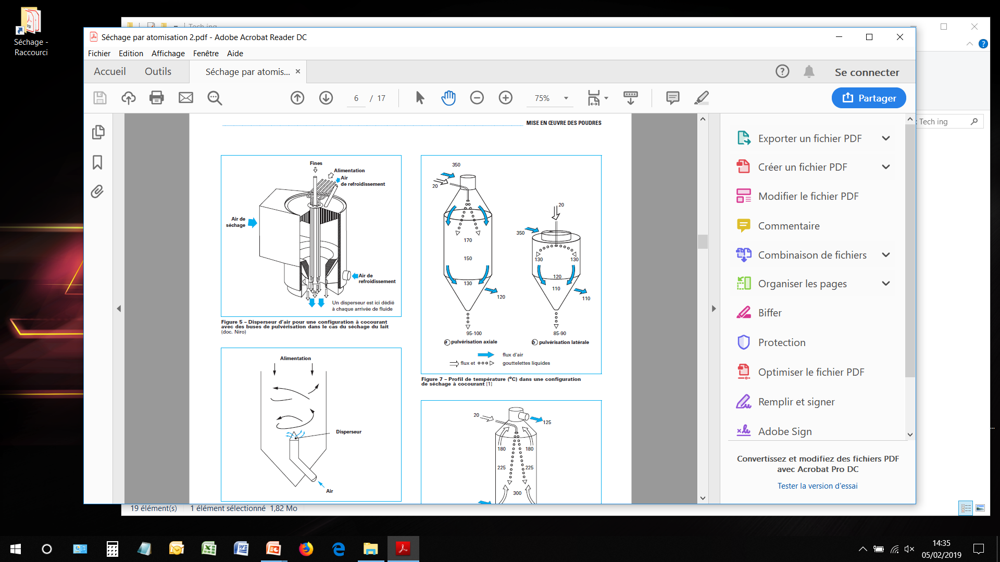 Séchage -
Raccourci
Tech ing
Séchage par atomisation 2.pdf - Adobe Acrobat Reader DC
Fichier Edition Affichage Fenêtre Aide
Accueil Outils Séchage par atomis... ×
Se connecter
6 / 17
75%
Partager
: Tech ing
MISE EN ŒUVRE DES POUDRES
Fines
Alimentation
Air
de refroidissement
Air de
séchage
Air de
refroidissement
Un disperseur est ici dédié
à chaque arrivée de fluide
Figure 5 – Disperseur d'air pour une configuration à cocourant
avec des buses de pulvérisation dans le cas du séchage du lait
(doc. Niro)
Alimentation
Disperseur
Air
350
20
170
150
130
120
95-100
a pulvérisation axiale
20
350
130 130
120
110
110
85-90
b pulvérisation latérale
flux d'air
flux et gouttelettes liquides
Figure 7 – Profil de température (°C) dans une configuration
de séchage à cocourant [1]
20
125
180 180
225 225
300
Exporter un fichier PDF
Créer un fichier PDF
Modifier le fichier PDF
Commentaire
Combinaison de fichiers
Organiser les pages
Biffer
Protection
Optimiser le fichier PDF
Remplir et signer
Adobe Sign
Convertissez et modifiez des fichiers PDF
avec Acrobat Pro DC
Tester la version d'essai
19 élément(s) 1 élément sélectionné 1,82 Mo
14:35
05/02/2019